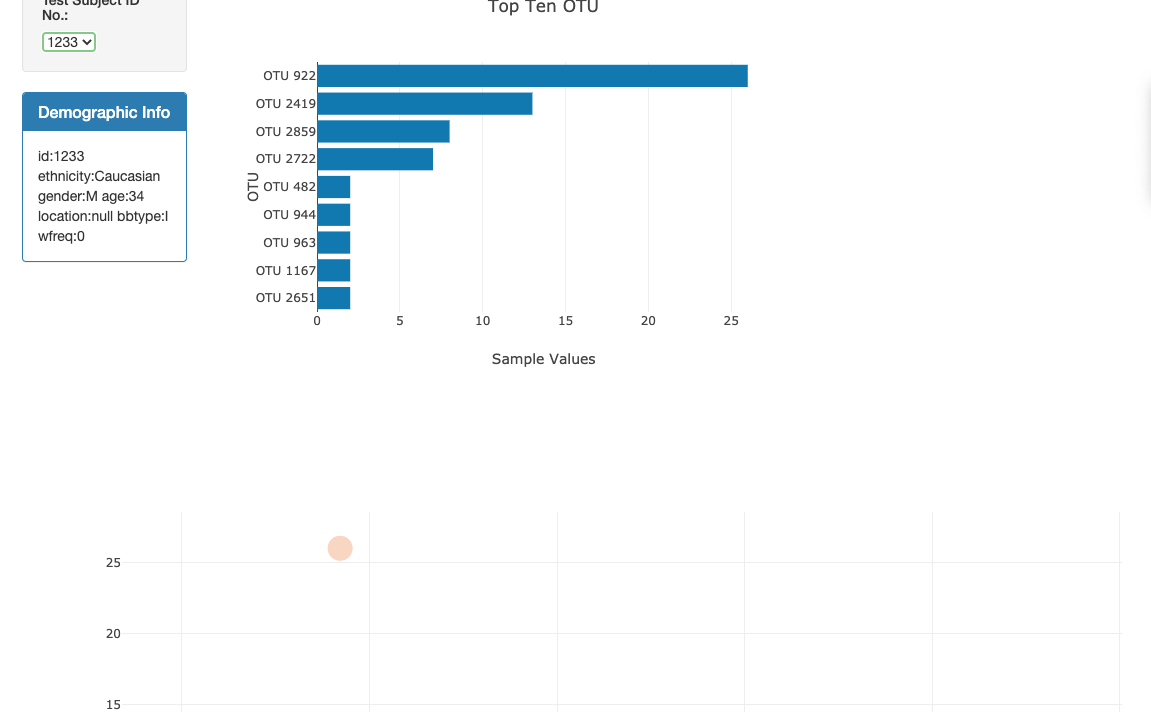 Test Subject ID
No.:
1233
Demographic Info
id:1233
ethnicity:Caucasian
gender:M age:34
location:null bbtype:I
wfreq:0
Top Ten OTU
OTU
OTU 922
OTU 2419
OTU 2859
OTU 2722
OTU 482
OTU 944
OTU 963
OTU 1167
OTU 2651
0 5 10 15 20 25
Sample Values
25
20
15